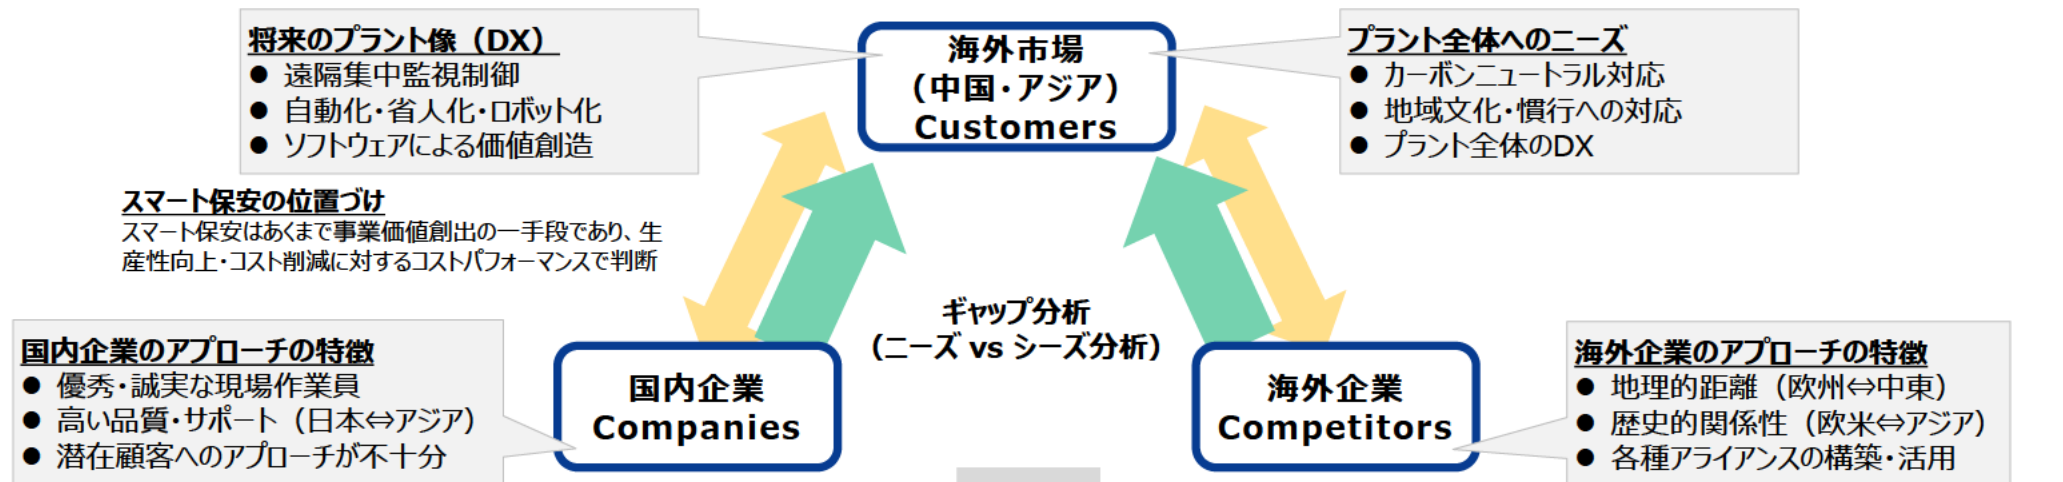 将来のプラント像（DX）
● 遠隔集中監視制御
● 自動化・省人化・ロボット化
● ソフトウェアによる価値創造
海外市場
（中国・アジア）
Customers
プラント全体へのニーズ
● カーボンニュートラル対応
● 地域文化・慣行への対応
● プラント全体のDX
スマート保安の位置づけ
スマート保安はあくまで事業価値創出の一手段であり、生
産性向上・コスト削減に対するコストパフォーマンスで判断
ギャップ分析
（ニーズ vs シーズ分析）
国内企業のアプローチの特徴
● 優秀・誠実な現場作業員
● 高い品質・サポート（日本⇔アジア）
● 潜在顧客へのアプローチが不十分
国内企業
Companies
海外企業
Competitors
海外企業のアプローチの特徴
● 地理的距離（欧州⇔中東）
● 歴史的関係性（欧米⇔アジア）
● 各種アライアンスの構築・活用